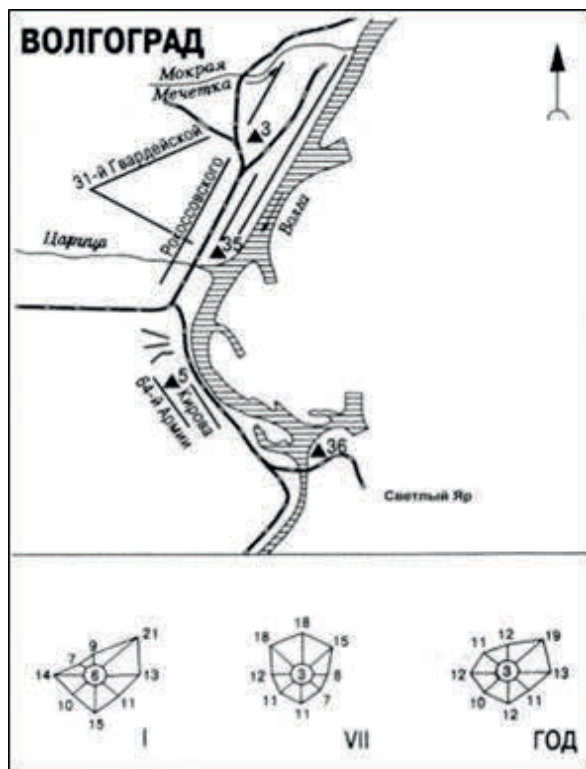 ВОЛГОГРАД
Мокрая
Мечетка
▲3
31-й Гвардейской
Рокоссовского
Волга
Царица
▲35
▲5
Кирова
64-й Армии
▲36
Светлый Яр
9
21
7
14
6
13
10
11
15
I
18
18
15
12
3
8
11
7
11
VII
12
19
11
12
3
13
10
11
12
ГОД